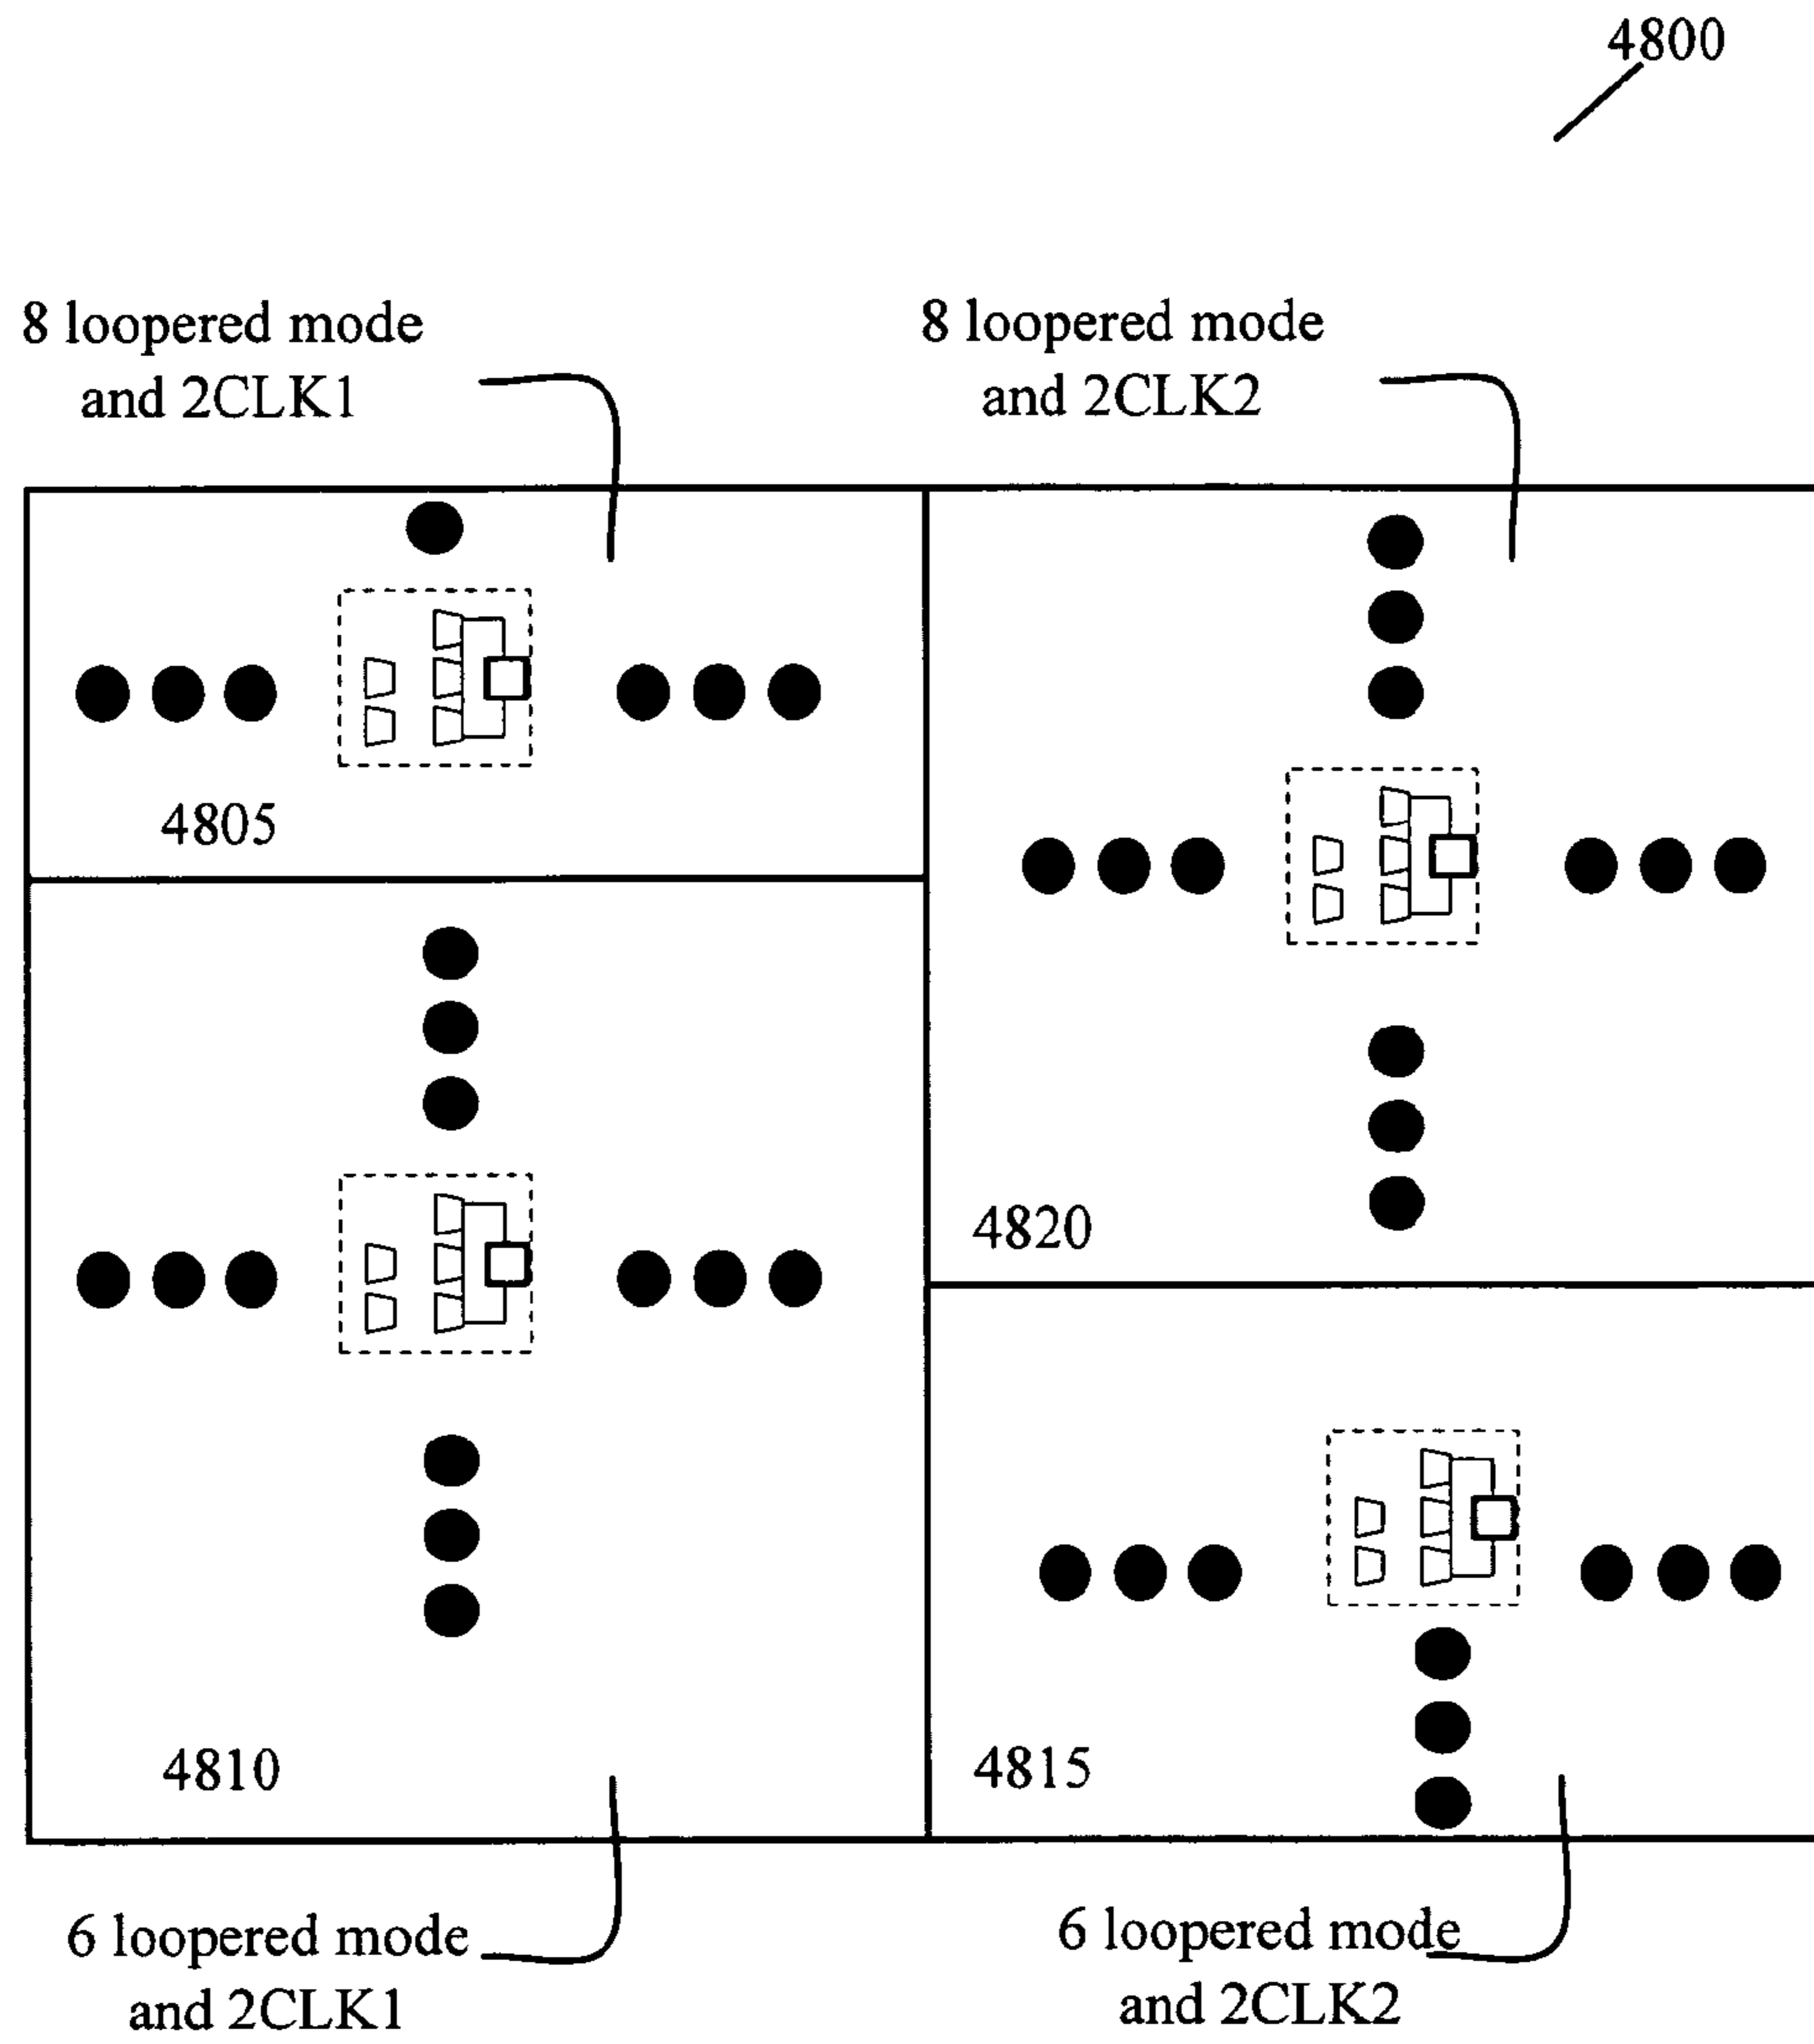 4800
8 loopered mode
and 2CLK1
8 loopered mode
and 2CLK2
4805
4820
4810
4815
6 loopered mode
and 2CLK1
6 loopered mode
and 2CLK2